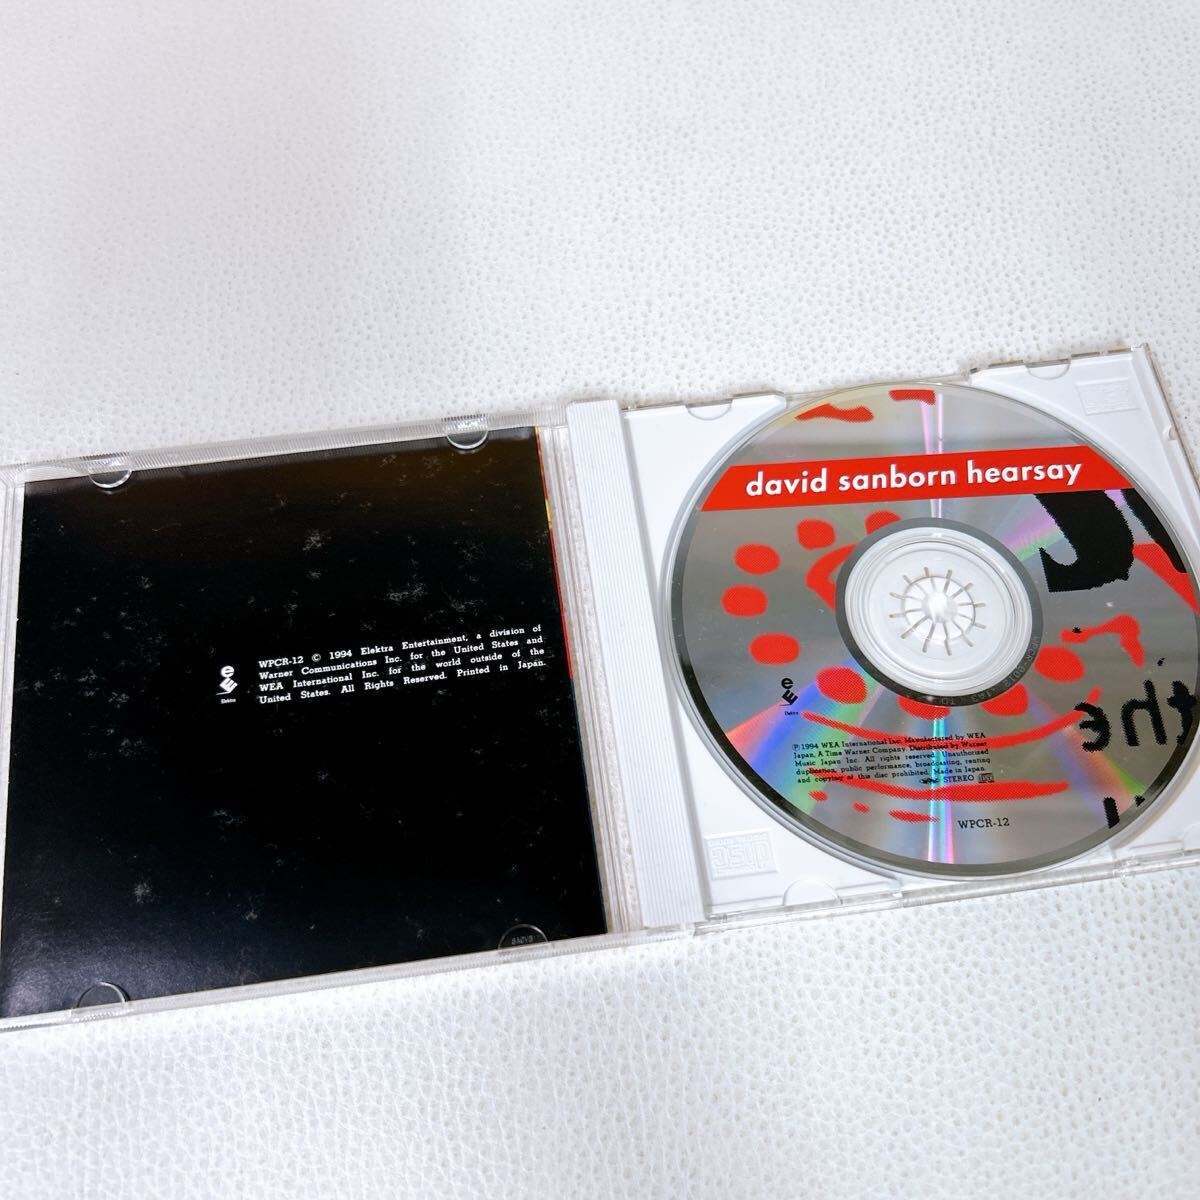 WPCR-12 © 1994 Elektra Entertainment, a division of
Warner Communications Inc. for the United States and
WEA International Inc. for the world outside of the
United States. All Rights Reserved. Printed in Japan.
Elektra
david sanborn hearsay
the
Elektra
℗ 1994 WEA International Inc. Manufactured by WEA
Japan, A Time Warner Company. Distributed by Warner
Music Japan Inc. All rights reserved. Unauthorized
duplication, public performance, broadcasting, renting
and copying of this disc prohibited. Made in Japan.
STEREO
WPCR-12